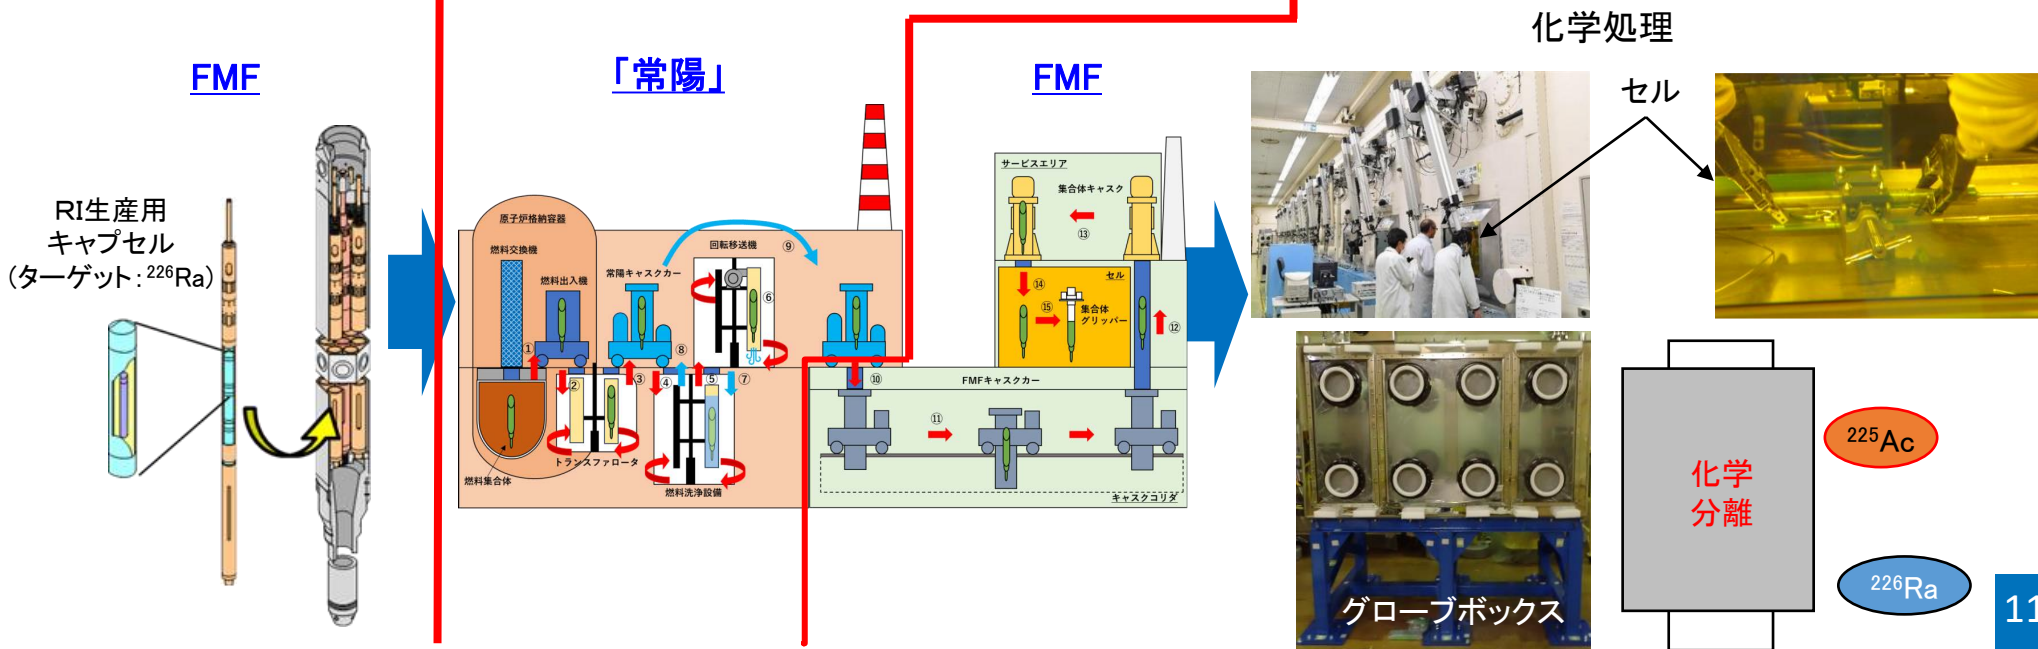 FMF
RI生産用
キャプセル
(ターゲット:²²⁶Ra)
「常陽」
原子炉格納容器
燃料交換機
燃料出入機
常陽キャスクカー
回転移送機
⑨
⑥
①
②
③
④
⑧
⑤
⑦
トランスファロータ
燃料集合体
燃料洗浄設備
FMF
サービスエリア
集合体キャスク
⑬
セル
⑭
⑮
集合体
グリッパー
⑫
⑩
FMFキャスクカー
⑪
キャスクコリダ
化学処理
セル
グローブボックス
化学
分離
²²⁵Ac
²²⁶Ra
11